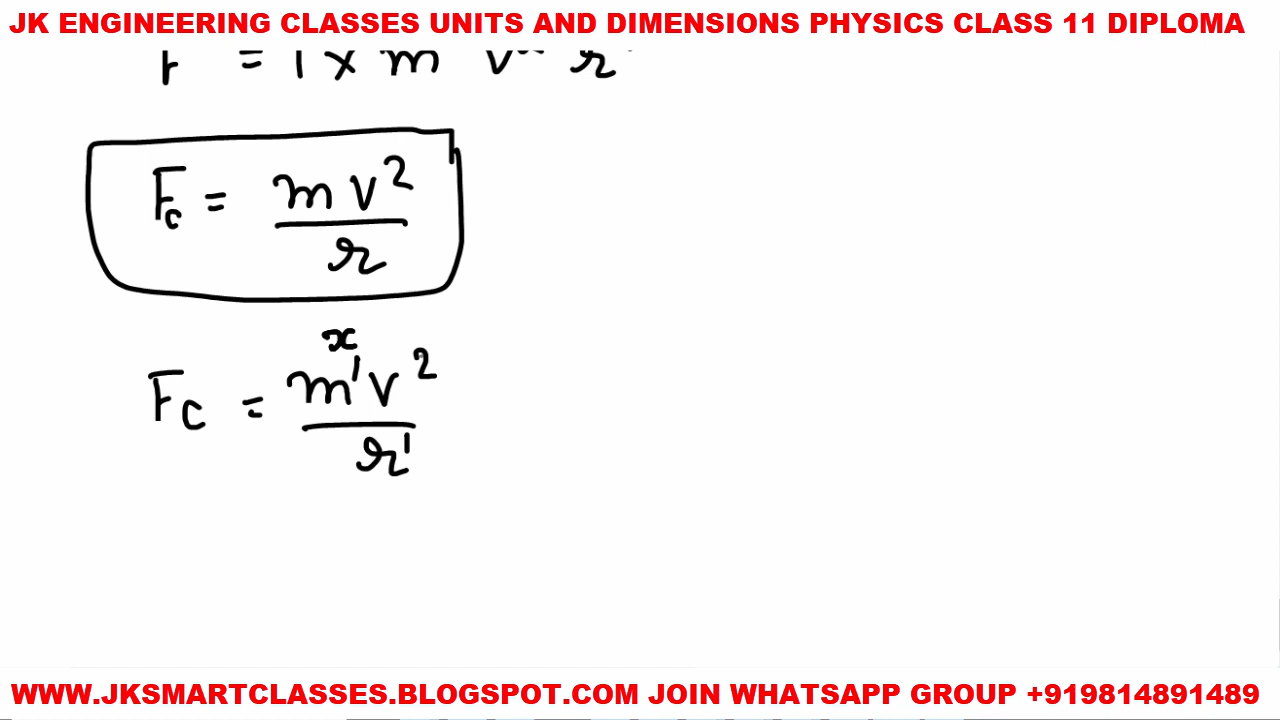 JK ENGINEERING CLASSES UNITS AND DIMENSIONS PHYSICS CLASS 11 DIPLOMA
= 1 × m v r
Fc = mv²/r
x
Fc = m¹v²/r¹
WWW.JKSMARTCLASSES.BLOGSPOT.COM JOIN WHATSAPP GROUP +919814891489